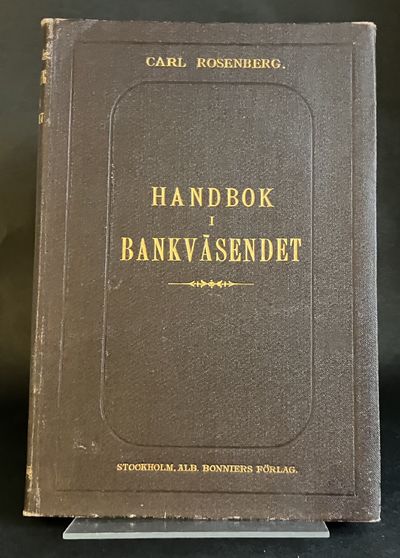 CARL ROSENBERG.
HANDBOK
I
BANKVÄSENDET
STOCKHOLM, ALB. BONNIERS FÖRLAG.